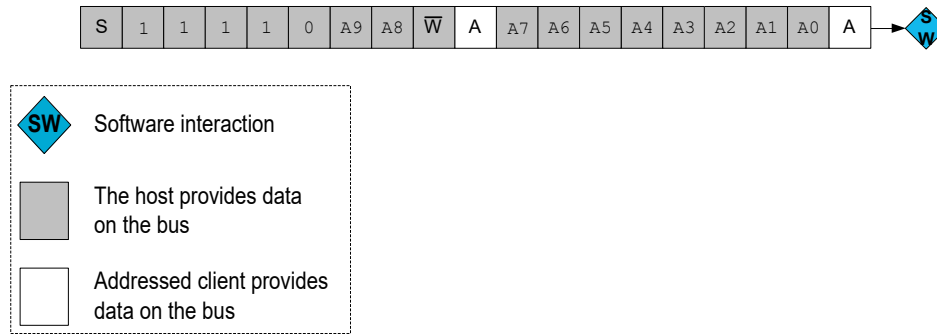 S 1 1 1 1 0 A9 A8 W̅ A A7 A6 A5 A4 A3 A2 A1 A0 A SW
SW Software interaction
The host provides data
on the bus
Addressed client provides
data on the bus